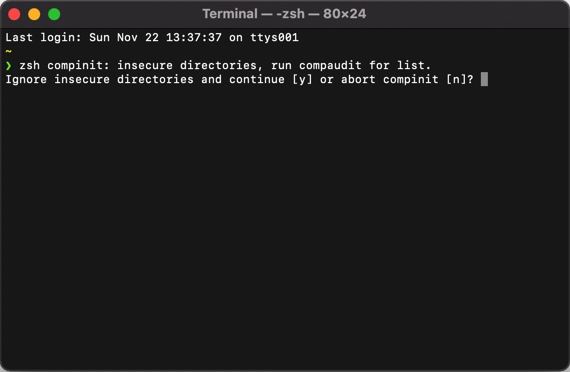 Terminal — -zsh — 80×24
Last login: Sun Nov 22 13:37:37 on ttys001
~
❯ zsh compinit: insecure directories, run compaudit for list.
Ignore insecure directories and continue [y] or abort compinit [n]?